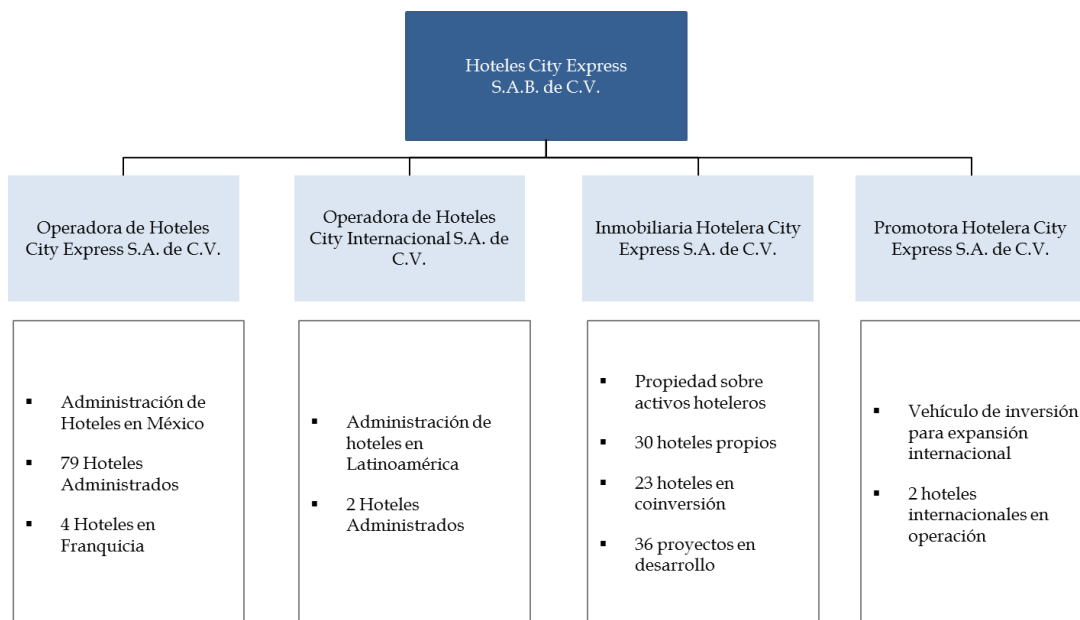 Hoteles City Express
S.A.B. de C.V.
Operadora de Hoteles
City Express S.A. de C.V.
Operadora de Hoteles
City Internacional S.A. de
C.V.
Inmobiliaria Hotelera City
Express S.A. de C.V.
Promotora Hotelera City
Express S.A. de C.V.
▪ Administración de
Hoteles en México
▪ 79 Hoteles
Administrados
▪ 4 Hoteles en
Franquicia
▪ Administración de
hoteles en
Latinoamérica
▪ 2 Hoteles
Administrados
▪ Propiedad sobre
activos hoteleros
▪ 30 hoteles propios
▪ 23 hoteles en
coinversión
▪ 36 proyectos en
desarrollo
▪ Vehículo de inversión
para expansión
internacional
▪ 2 hoteles
internacionales en
operación